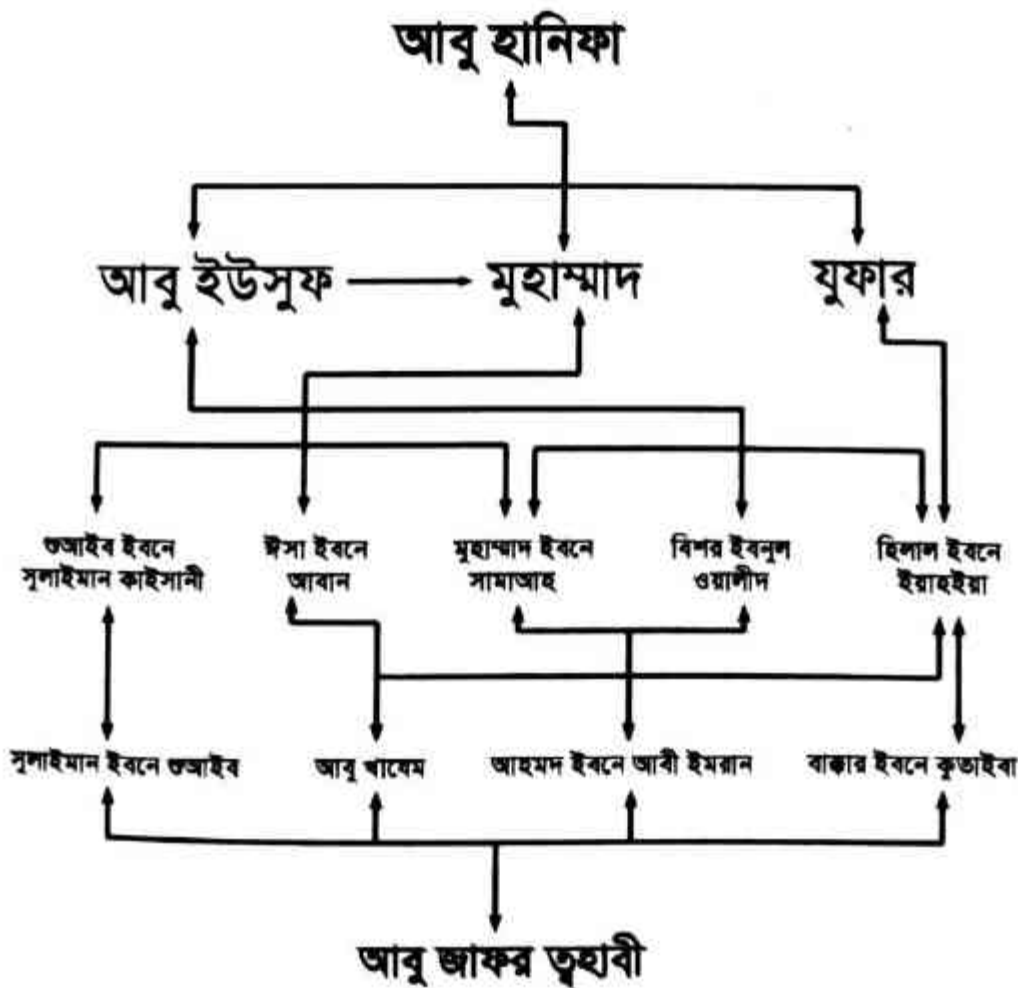 আবু হানিফা
আবু ইউসুফ
মুহাম্মাদ
যুফার
শুআইব ইবনে
সুলাইমান কাইসানী
ঈসা ইবনে
আবান
মুহাম্মাদ ইবনে
সামাআহ
বিশর ইবনুল
ওয়ালীদ
হিলাল ইবনে
ইয়াহইয়া
সুলাইমান ইবনে শুআইব
আবু খাযেম
আহমদ ইবনে আবী ইমরান
বাক্কার ইবনে কুতাইবা
আবু জাফর ত্বহাবী